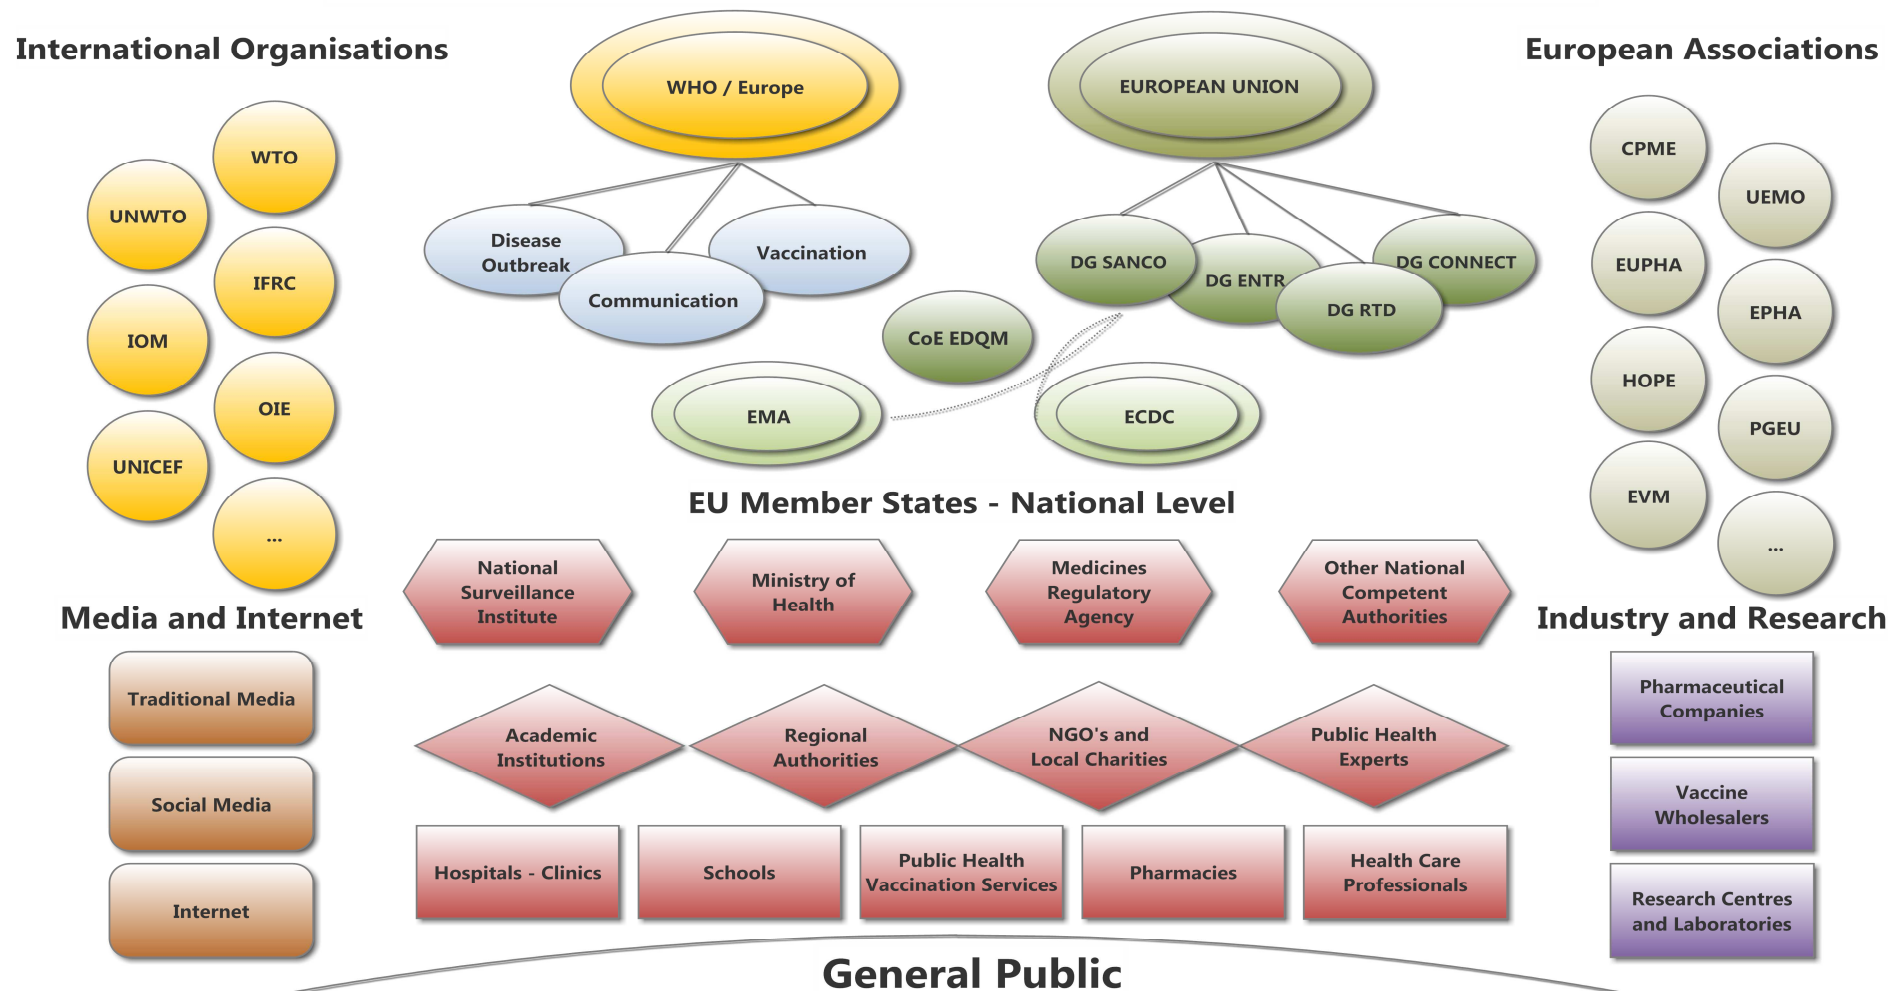 International Organisations
WTO
UNWTO
IFRC
IOM
OIE
UNICEF
...
WHO / Europe
Disease
Outbreak
Communication
Vaccination
EUROPEAN UNION
DG SANCO
DG ENTR
DG RTD
DG CONNECT
CoE EDQM
EMA
ECDC
European Associations
CPME
UEMO
EUPHA
EPHA
HOPE
PGEU
EVM
...
EU Member States - National Level
National
Surveillance
Institute
Ministry of
Health
Medicines
Regulatory
Agency
Other National
Competent
Authorities
Academic
Institutions
Regional
Authorities
NGO's and
Local Charities
Public Health
Experts
Hospitals - Clinics
Schools
Public Health
Vaccination Services
Pharmacies
Health Care
Professionals
Media and Internet
Traditional Media
Social Media
Internet
Industry and Research
Pharmaceutical
Companies
Vaccine
Wholesalers
Research Centres
and Laboratories
General Public